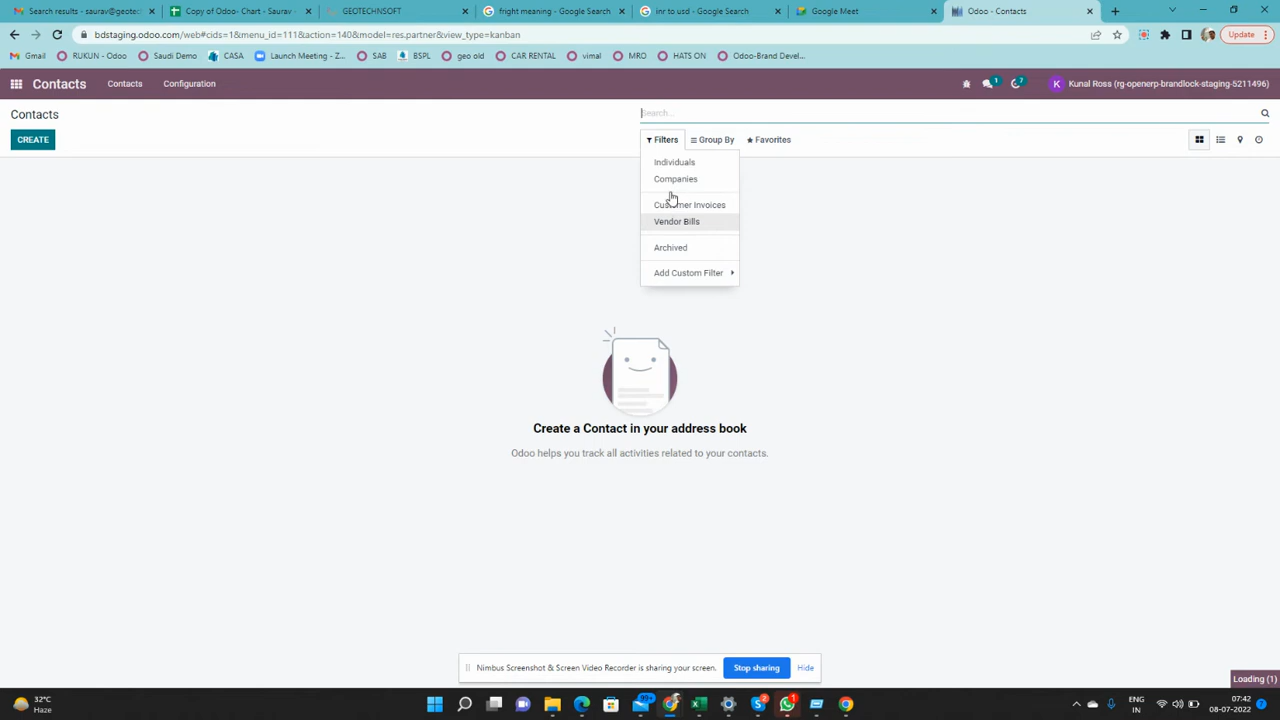 Search results - saurav@geotec
Copy of Odoo- Chart - Saurav -
GEOTECHNSOFT
fright meaning - Google Search
inr to usd - Google Search
Google Meet
Odoo - Contacts
Update
bdstaging.odoo.com/web#cids=1&menu_id=111&action=140&model=res.partner&view_type=kanban
Gmail RUKUN - Odoo Saudi Demo CASA Launch Meeting - Z... SAB BSPL geo old CAR RENTAL vimal MRO HATS ON Odoo-Brand Devel...
Contacts Contacts Configuration 1 7 K Kunal Ross (rg-openerp-brandlock-staging-5211496)
Contacts
Search...
CREATE
Filters Group By Favorites
Individuals
Companies
Customer Invoices
Vendor Bills
Archived
Add Custom Filter
Create a Contact in your address book
Odoo helps you track all activities related to your contacts.
Nimbus Screenshot & Screen Video Recorder is sharing your screen. Stop sharing Hide
Loading (1)
32°C
Haze
99+
2
1
ENG
IN
07:42
08-07-2022